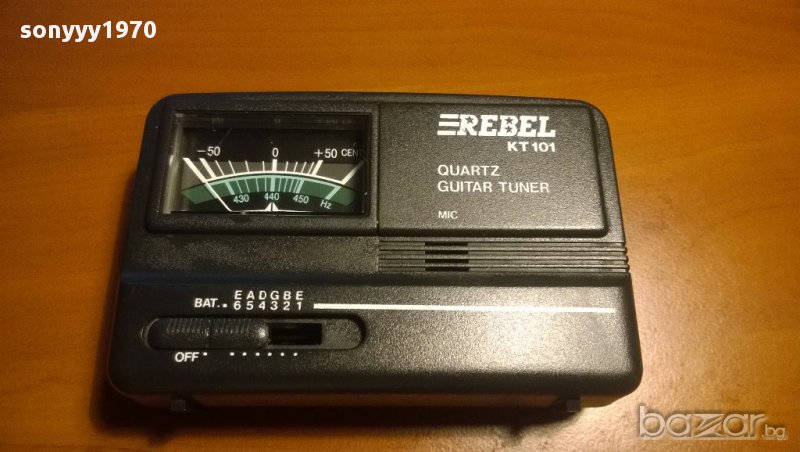 sonyyy1970
REBEL
KT 101
QUARTZ
GUITAR TUNER
MIC
-50 0 +50 CENT
430 440 450 Hz
E A D G B E
BAT. 6 5 4 3 2 1
OFF
bazar.bg